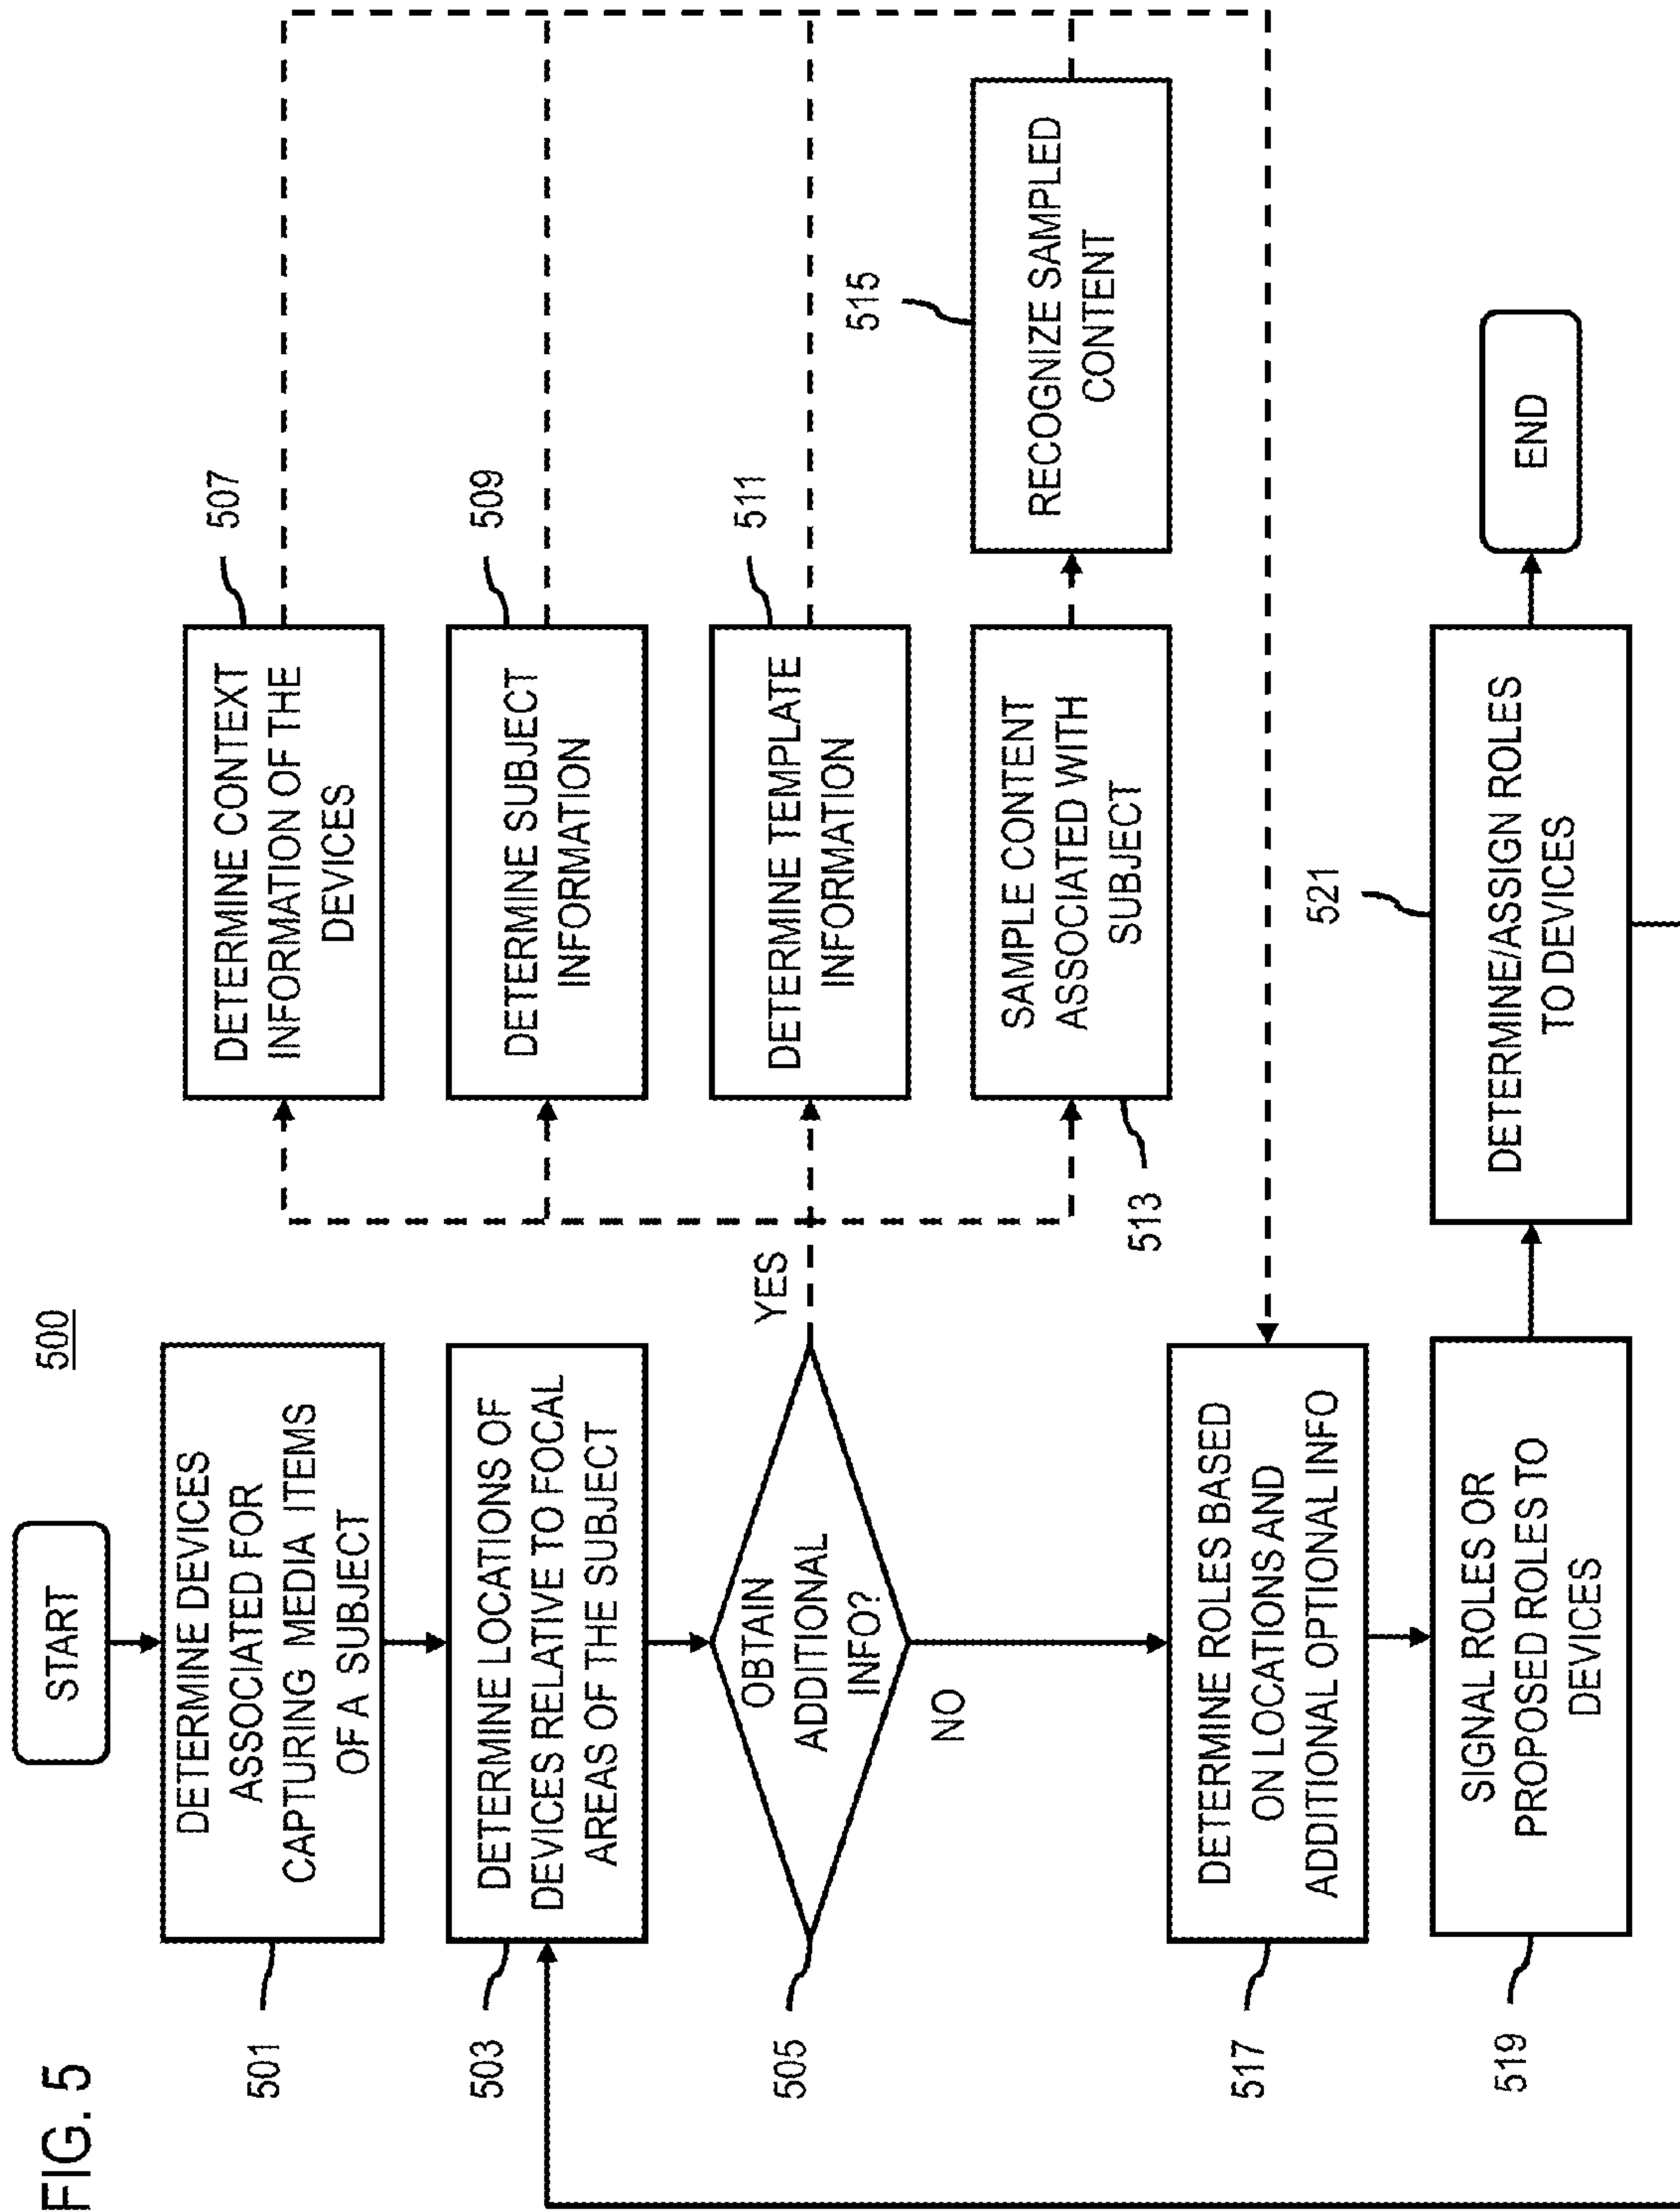 FIG. 5
500
START
DETERMINE DEVICES
ASSOCIATED FOR
CAPTURING MEDIA ITEMS
OF A SUBJECT
501
DETERMINE LOCATIONS OF
DEVICES RELATIVE TO FOCAL
AREAS OF THE SUBJECT
503
OBTAIN
ADDITIONAL
INFO?
505
YES
NO
DETERMINE CONTEXT
INFORMATION OF THE
DEVICES
507
DETERMINE SUBJECT
INFORMATION
509
DETERMINE TEMPLATE
INFORMATION
511
SAMPLE CONTENT
ASSOCIATED WITH
SUBJECT
513
RECOGNIZE SAMPLED
CONTENT
515
DETERMINE ROLES BASED
ON LOCATIONS AND
ADDITIONAL OPTIONAL INFO
517
SIGNAL ROLES OR
PROPOSED ROLES TO
DEVICES
519
DETERMINE/ASSIGN ROLES
TO DEVICES
521
END